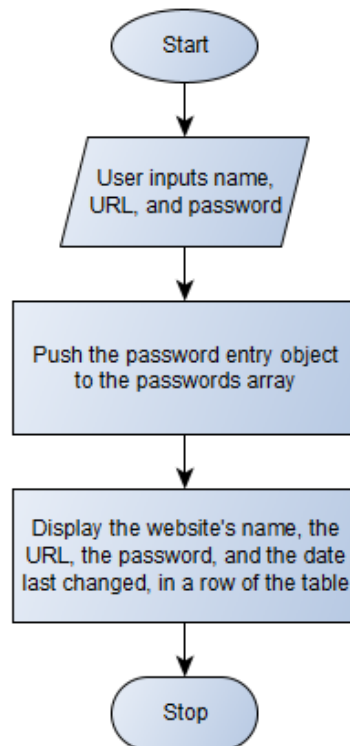 Start
User inputs name,
URL, and password
Push the password entry object
to the passwords array
Display the website's name, the
URL, the password, and the date
last changed, in a row of the table
Stop